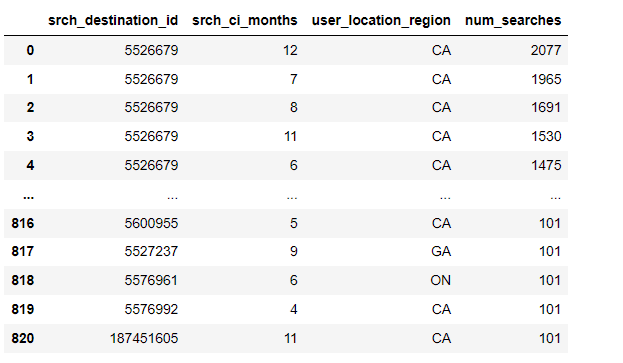 srch_destination_id srch_ci_months user_location_region num_searches
0 5526679 12 CA 2077
1 5526679 7 CA 1965
2 5526679 8 CA 1691
3 5526679 11 CA 1530
4 5526679 6 CA 1475
... ... ... ... ...
816 5600955 5 CA 101
817 5527237 9 GA 101
818 5576961 6 ON 101
819 5576992 4 CA 101
820 187451605 11 CA 101